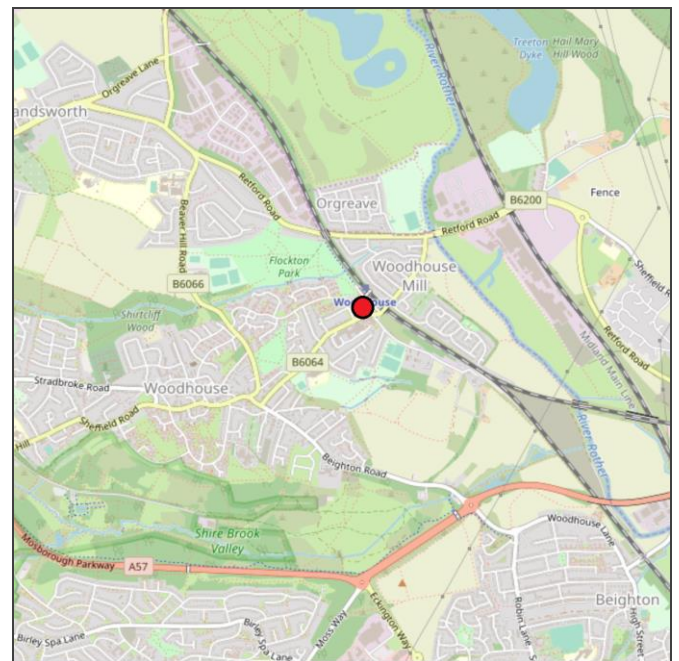 Treeton
Dyke
Hail Mary
Hill Wood
River Rother
Orgreave Lane
andsworth
Retford Road
Orgreave
B6200
Fence
Retford Road
Beaver Hill Road
Flockton
Park
Woodhouse
Mill
Sheffield R
B6066
Shirtcliff
Wood
B6064
Retford Road
Midland Main Line
Stradbroke Road
Woodhouse
Sheffield Road
Hill
Beighton Road
River Rother
Shire Brook
Valley
Mosborough Parkway
A57
Woodhouse Lane
Beighton
Eckington Way
Moss Way
Robin Lane
High Street
Birley Spa Lane
Birley Spa Lane
S